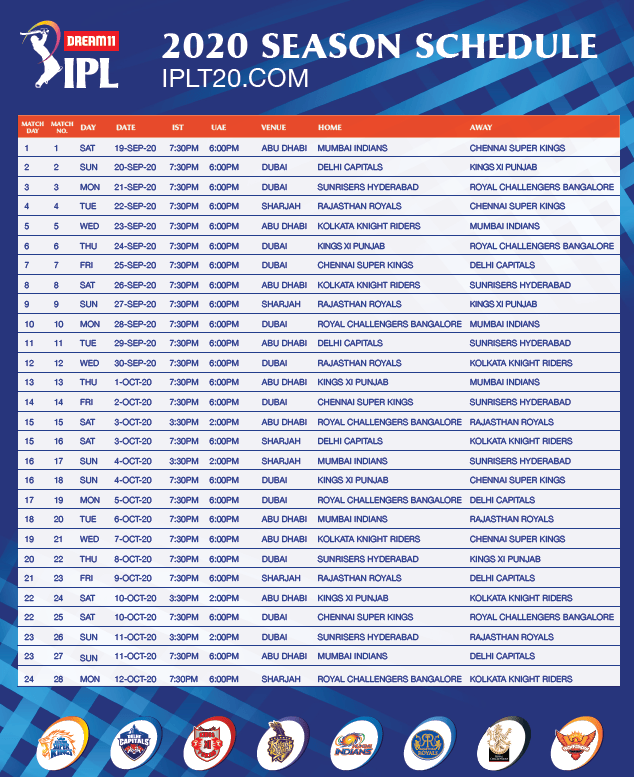 DREAM11
IPL
2020 SEASON SCHEDULE
IPLT20.COM
MATCH DAY MATCH NO. DAY DATE IST UAE VENUE HOME AWAY
1 1 SAT 19-SEP-20 7:30PM 6:00PM ABU DHABI MUMBAI INDIANS CHENNAI SUPER KINGS
2 2 SUN 20-SEP-20 7:30PM 6:00PM DUBAI DELHI CAPITALS KINGS XI PUNJAB
3 3 MON 21-SEP-20 7:30PM 6:00PM DUBAI SUNRISERS HYDERABAD ROYAL CHALLENGERS BANGALORE
4 4 TUE 22-SEP-20 7:30PM 6:00PM SHARJAH RAJASTHAN ROYALS CHENNAI SUPER KINGS
5 5 WED 23-SEP-20 7:30PM 6:00PM ABU DHABI KOLKATA KNIGHT RIDERS MUMBAI INDIANS
6 6 THU 24-SEP-20 7:30PM 6:00PM DUBAI KINGS XI PUNJAB ROYAL CHALLENGERS BANGALORE
7 7 FRI 25-SEP-20 7:30PM 6:00PM DUBAI CHENNAI SUPER KINGS DELHI CAPITALS
8 8 SAT 26-SEP-20 7:30PM 6:00PM ABU DHABI KOLKATA KNIGHT RIDERS SUNRISERS HYDERABAD
9 9 SUN 27-SEP-20 7:30PM 6:00PM SHARJAH RAJASTHAN ROYALS KINGS XI PUNJAB
10 10 MON 28-SEP-20 7:30PM 6:00PM DUBAI ROYAL CHALLENGERS BANGALORE MUMBAI INDIANS
11 11 TUE 29-SEP-20 7:30PM 6:00PM ABU DHABI DELHI CAPITALS SUNRISERS HYDERABAD
12 12 WED 30-SEP-20 7:30PM 6:00PM DUBAI RAJASTHAN ROYALS KOLKATA KNIGHT RIDERS
13 13 THU 1-OCT-20 7:30PM 6:00PM ABU DHABI KINGS XI PUNJAB MUMBAI INDIANS
14 14 FRI 2-OCT-20 7:30PM 6:00PM DUBAI CHENNAI SUPER KINGS SUNRISERS HYDERABAD
15 15 SAT 3-OCT-20 3:30PM 2:00PM ABU DHABI ROYAL CHALLENGERS BANGALORE RAJASTHAN ROYALS
15 16 SAT 3-OCT-20 7:30PM 6:00PM SHARJAH DELHI CAPITALS KOLKATA KNIGHT RIDERS
16 17 SUN 4-OCT-20 3:30PM 2:00PM SHARJAH MUMBAI INDIANS SUNRISERS HYDERABAD
16 18 SUN 4-OCT-20 7:30PM 6:00PM DUBAI KINGS XI PUNJAB CHENNAI SUPER KINGS
17 19 MON 5-OCT-20 7:30PM 6:00PM DUBAI ROYAL CHALLENGERS BANGALORE DELHI CAPITALS
18 20 TUE 6-OCT-20 7:30PM 6:00PM ABU DHABI MUMBAI INDIANS RAJASTHAN ROYALS
19 21 WED 7-OCT-20 7:30PM 6:00PM ABU DHABI KOLKATA KNIGHT RIDERS CHENNAI SUPER KINGS
20 22 THU 8-OCT-20 7:30PM 6:00PM DUBAI SUNRISERS HYDERABAD KINGS XI PUNJAB
21 23 FRI 9-OCT-20 7:30PM 6:00PM SHARJAH RAJASTHAN ROYALS DELHI CAPITALS
22 24 SAT 10-OCT-20 3:30PM 2:00PM ABU DHABI KINGS XI PUNJAB KOLKATA KNIGHT RIDERS
22 25 SAT 10-OCT-20 7:30PM 6:00PM DUBAI CHENNAI SUPER KINGS ROYAL CHALLENGERS BANGALORE
23 26 SUN 11-OCT-20 3:30PM 2:00PM DUBAI SUNRISERS HYDERABAD RAJASTHAN ROYALS
23 27 SUN 11-OCT-20 7:30PM 6:00PM ABU DHABI MUMBAI INDIANS DELHI CAPITALS
24 28 MON 12-OCT-20 7:30PM 6:00PM SHARJAH ROYAL CHALLENGERS BANGALORE KOLKATA KNIGHT RIDERS
DELHI CAPITALS
MUMBAI INDIANS